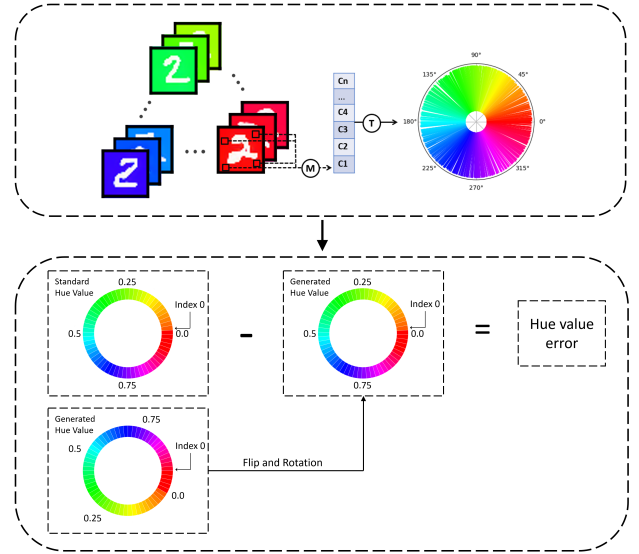 2
2
2
Cn
...
C4
C3
C2
C1
M
T
90°
45°
0°
315°
270°
225°
180°
135°
Standard
Hue Value
0.25
Index 0
0.0
0.5
0.75
-
Generated
Hue Value
0.25
Index 0
0.0
0.5
0.75
=
Hue value
error
Generated
Hue Value
0.75
Index 0
0.5
0.0
0.25
Flip and Rotation